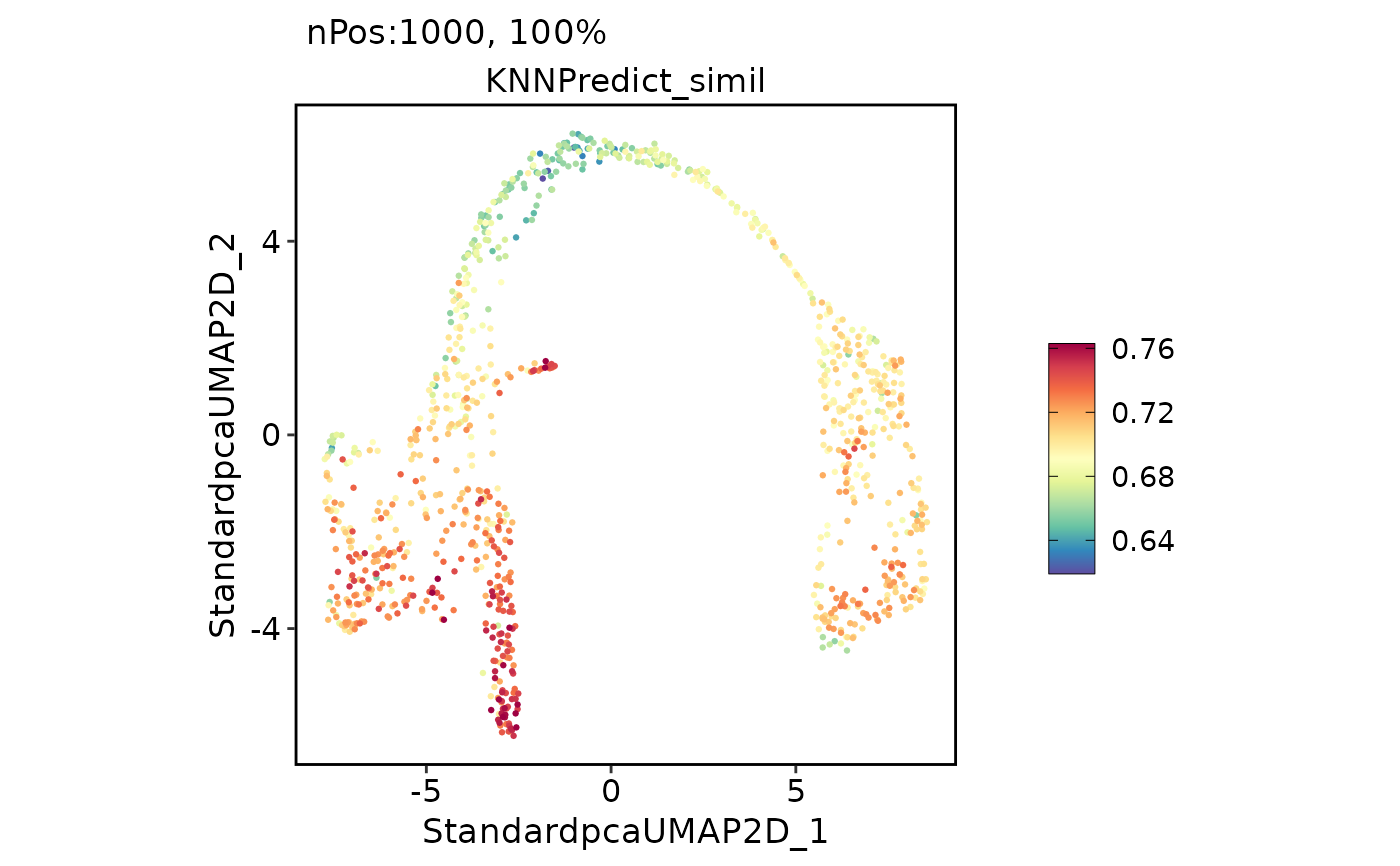 nPos:1000, 100%
KNNPredict_simil
StandardpcaUMAP2D_2
4
0
-4
-5 0 5
StandardpcaUMAP2D_1
0.76
0.72
0.68
0.64